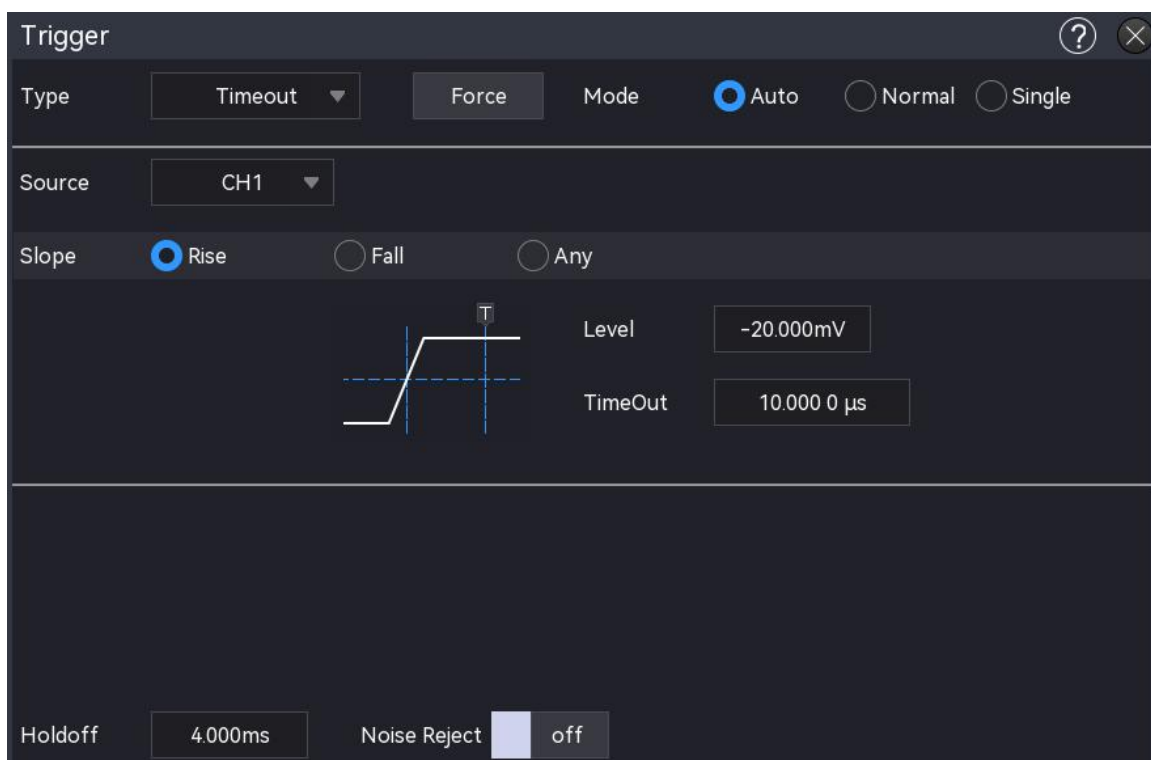 Trigger ?
Type Timeout Force Mode Auto Normal Single
Source CH1
Slope Rise Fall Any
T
Level -20.000mV
TimeOut 10.000 0 µs
Holdoff 4.000ms Noise Reject off